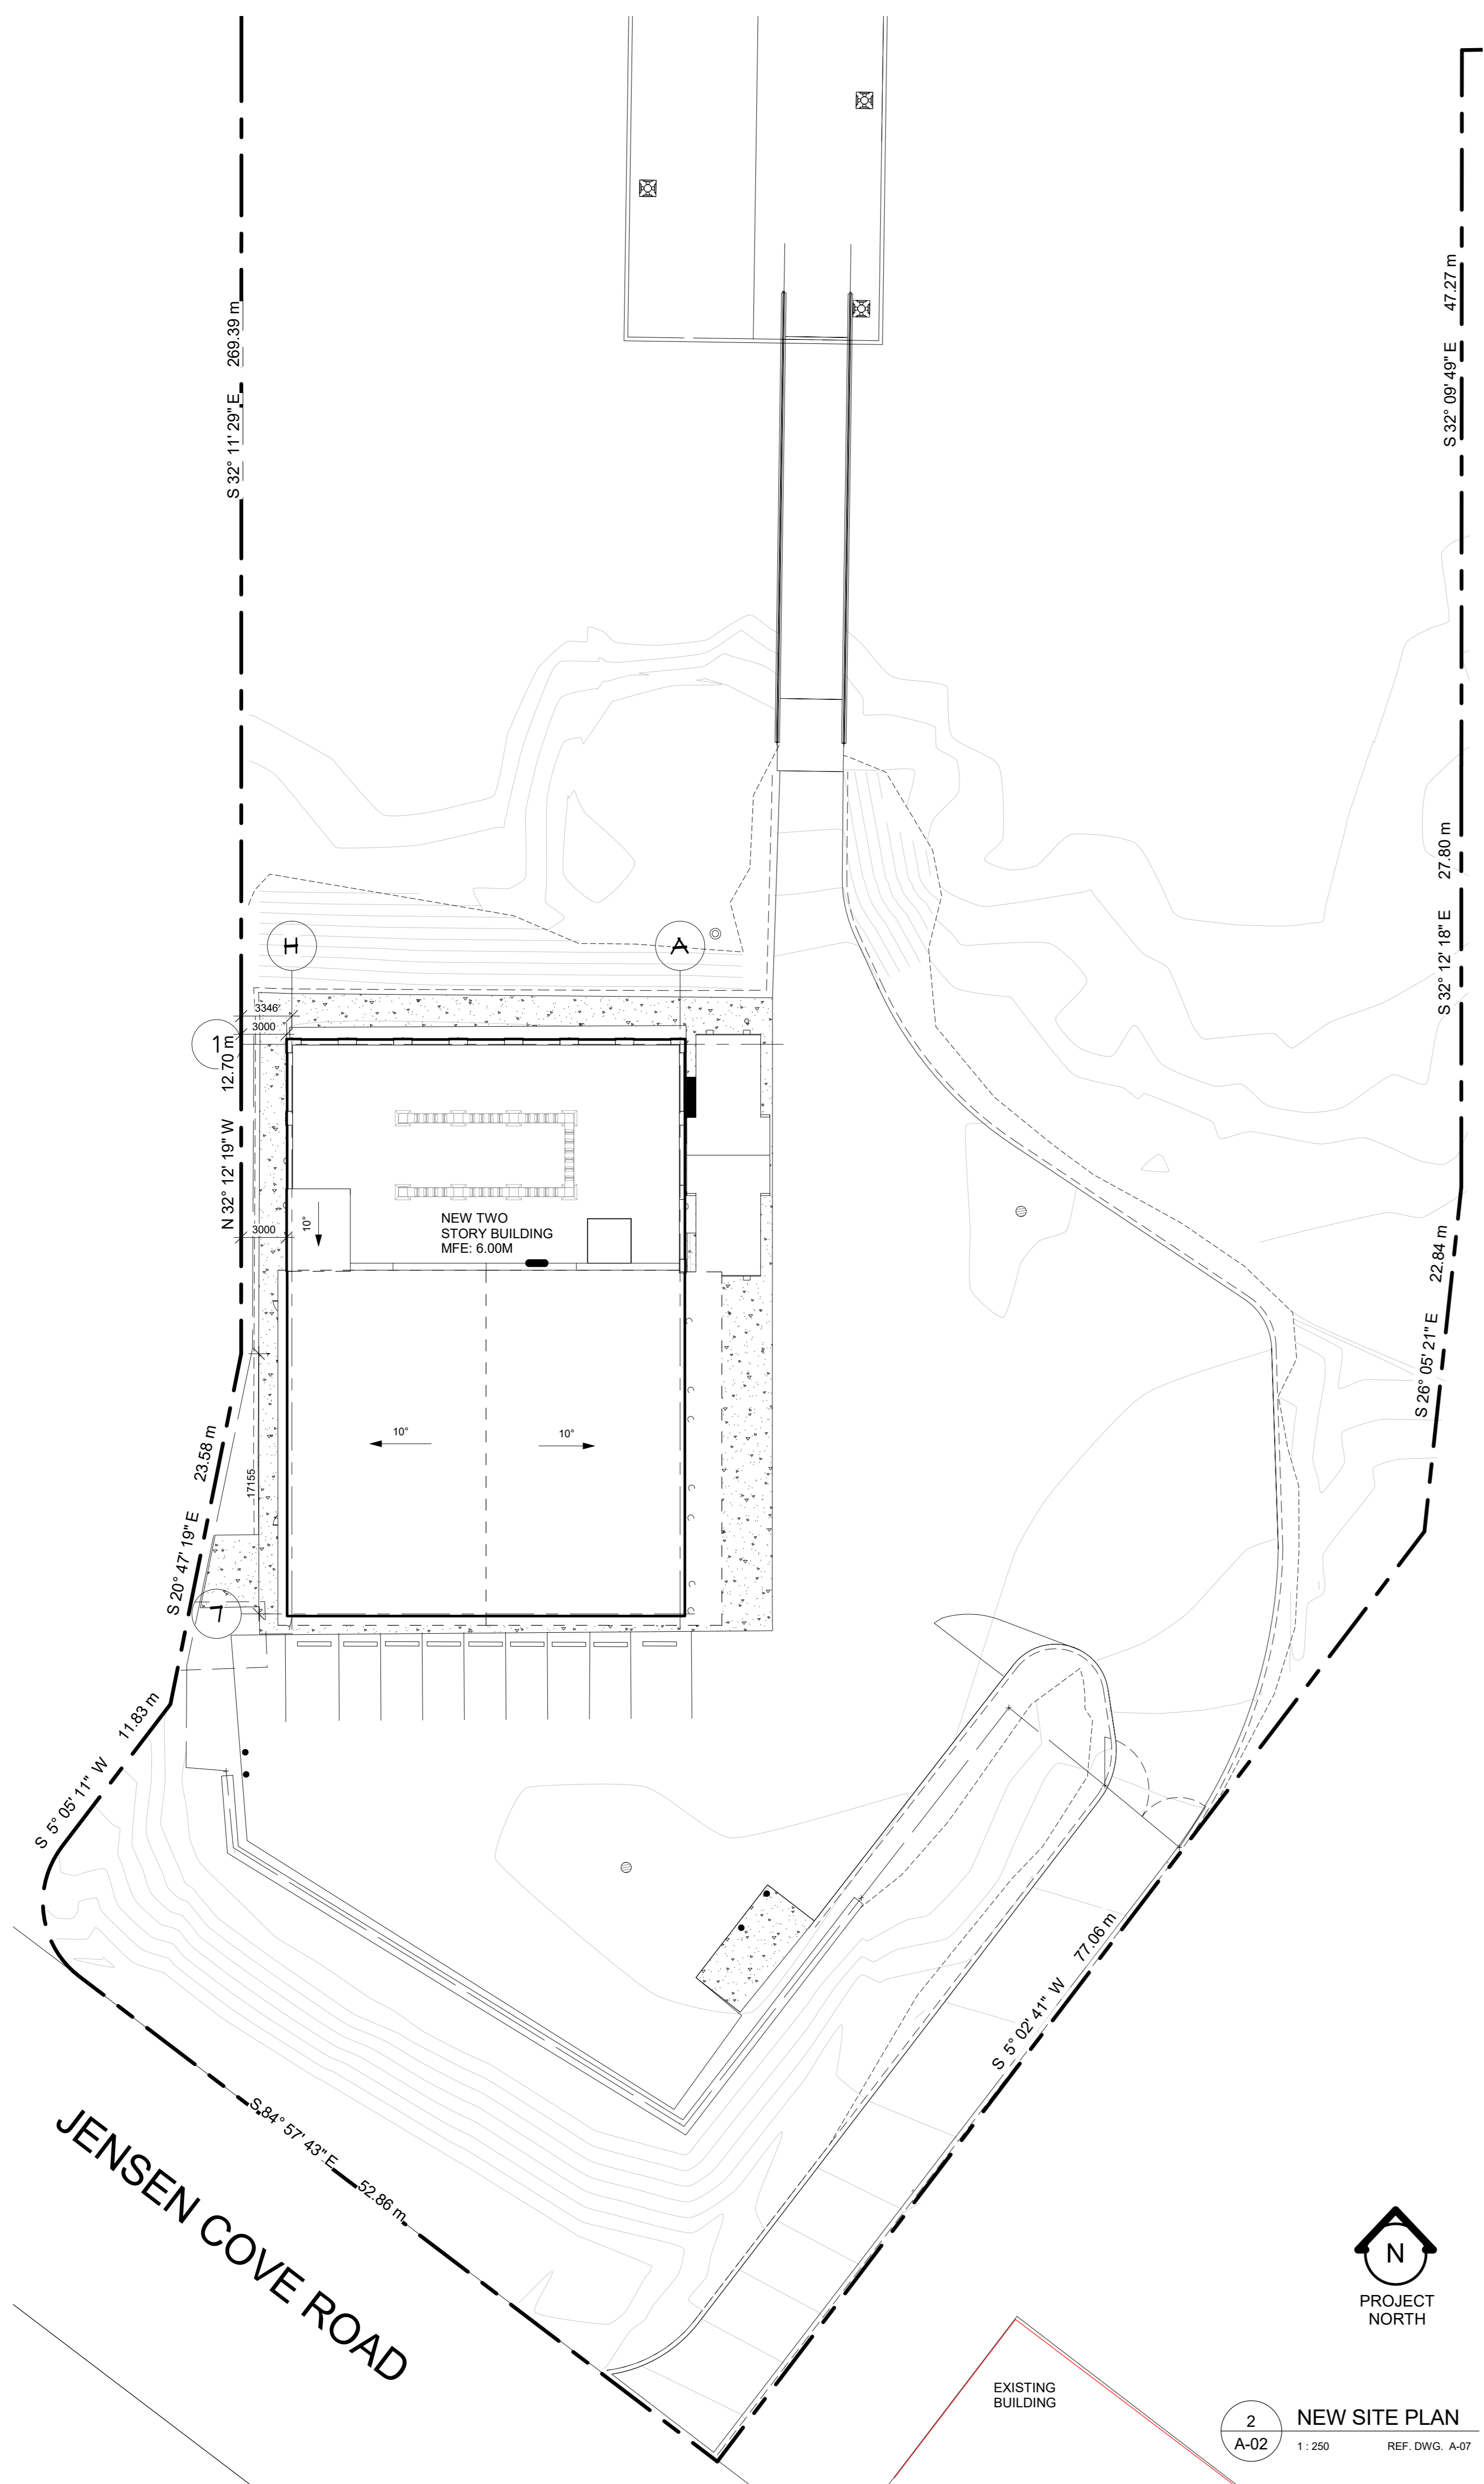 S 32° 11' 29" E 269.39 m
S 32° 09' 49" E 47.27 m
S 32° 12' 18" E 27.80 m
H
A
3346
3000
1
N 32° 12' 19" W 12.70 m
3000
10°
NEW TWO
STORY BUILDING
MFE: 6.00M
S 26° 05' 21" E 22.84 m
10°
10°
17155
S 20° 47' 19" E 23.58 m
7
S 5° 05' 11" W 11.83 m
S 5° 02' 41" W 77.06 m
S 84° 57' 43" E 52.86 m
JENSEN COVE ROAD
N
PROJECT
NORTH
EXISTING
BUILDING
2
A-02
NEW SITE PLAN
1 : 250 REF. DWG. A-07